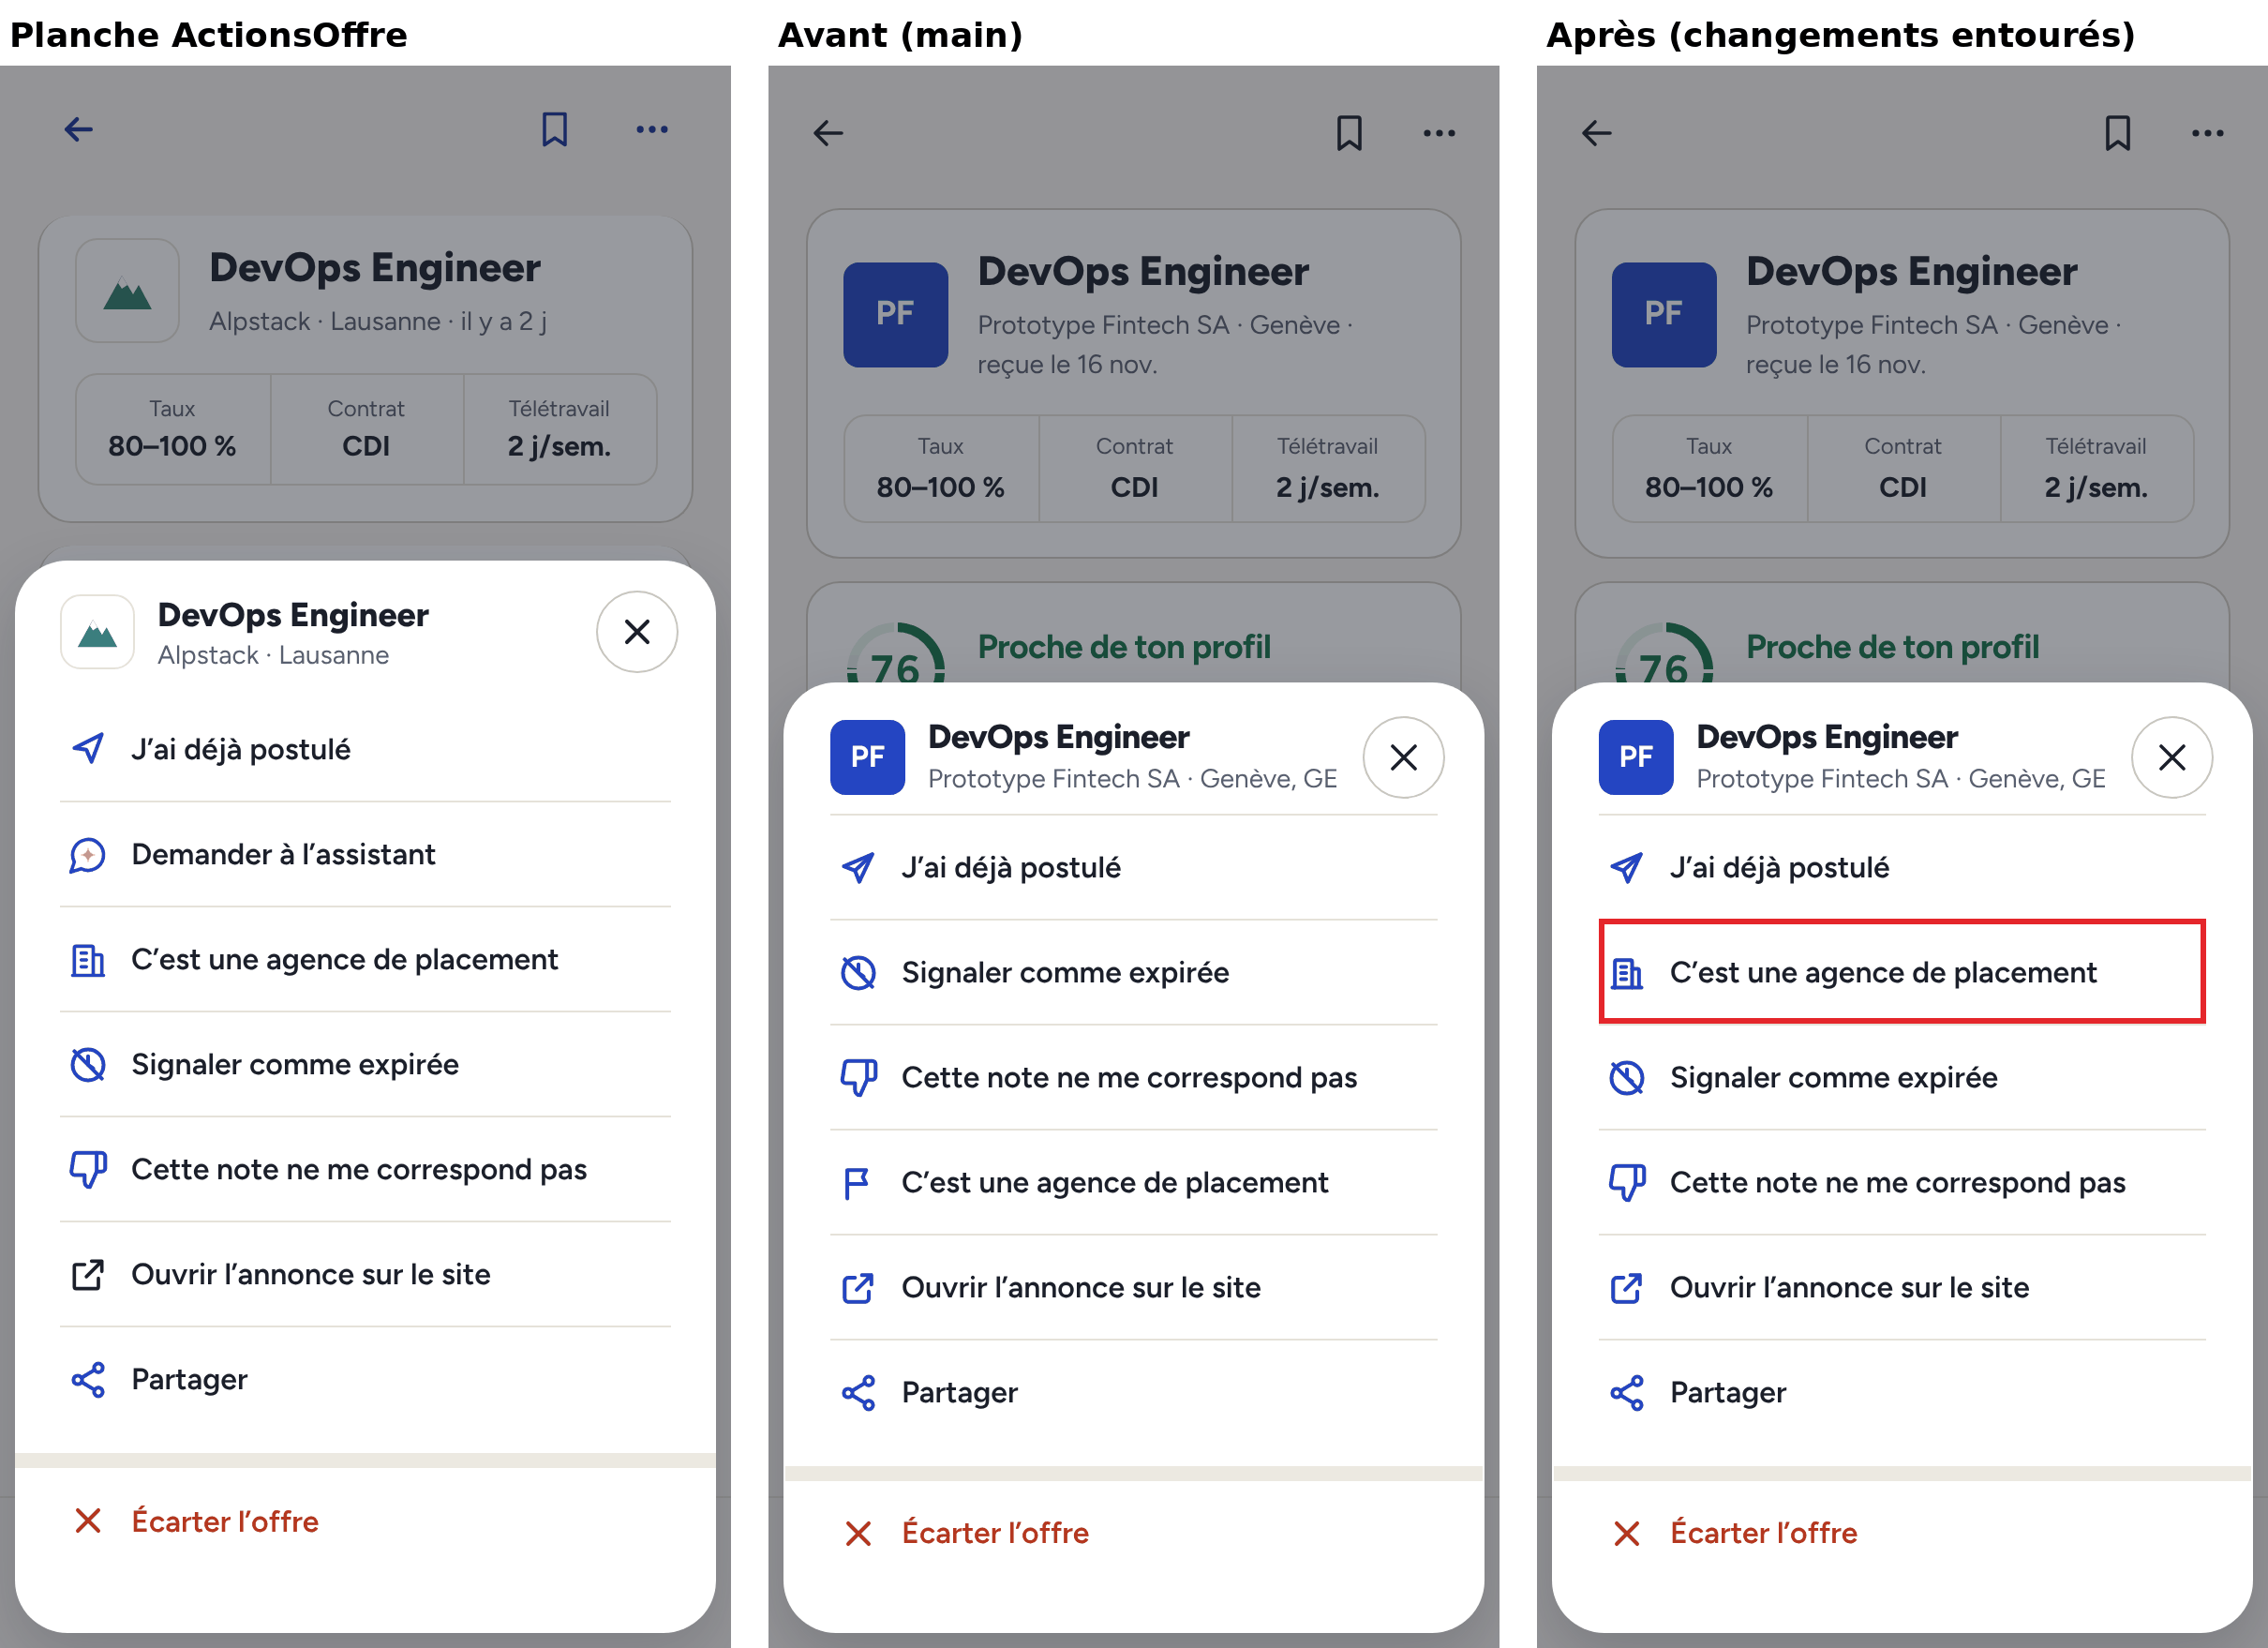 Planche ActionsOffre
DevOps Engineer
Alpstack · Lausanne · il y a 2 j
Taux
Contrat
Télétravail
80–100 %
CDI
2 j/sem.
DevOps Engineer
Alpstack · Lausanne
J’ai déjà postulé
Demander à l’assistant
C’est une agence de placement
Signaler comme expirée
Cette note ne me correspond pas
Ouvrir l’annonce sur le site
Partager
Écarter l’offre
Avant (main)
PF
DevOps Engineer
Prototype Fintech SA · Genève ·
reçue le 16 nov.
Taux
Contrat
Télétravail
80–100 %
CDI
2 j/sem.
76
Proche de ton profil
PF
DevOps Engineer
Prototype Fintech SA · Genève, GE
J’ai déjà postulé
Signaler comme expirée
Cette note ne me correspond pas
C’est une agence de placement
Ouvrir l’annonce sur le site
Partager
Écarter l’offre
Après (changements entourés)
PF
DevOps Engineer
Prototype Fintech SA · Genève ·
reçue le 16 nov.
Taux
Contrat
Télétravail
80–100 %
CDI
2 j/sem.
76
Proche de ton profil
PF
DevOps Engineer
Prototype Fintech SA · Genève, GE
J’ai déjà postulé
C’est une agence de placement
Signaler comme expirée
Cette note ne me correspond pas
Ouvrir l’annonce sur le site
Partager
Écarter l’offre